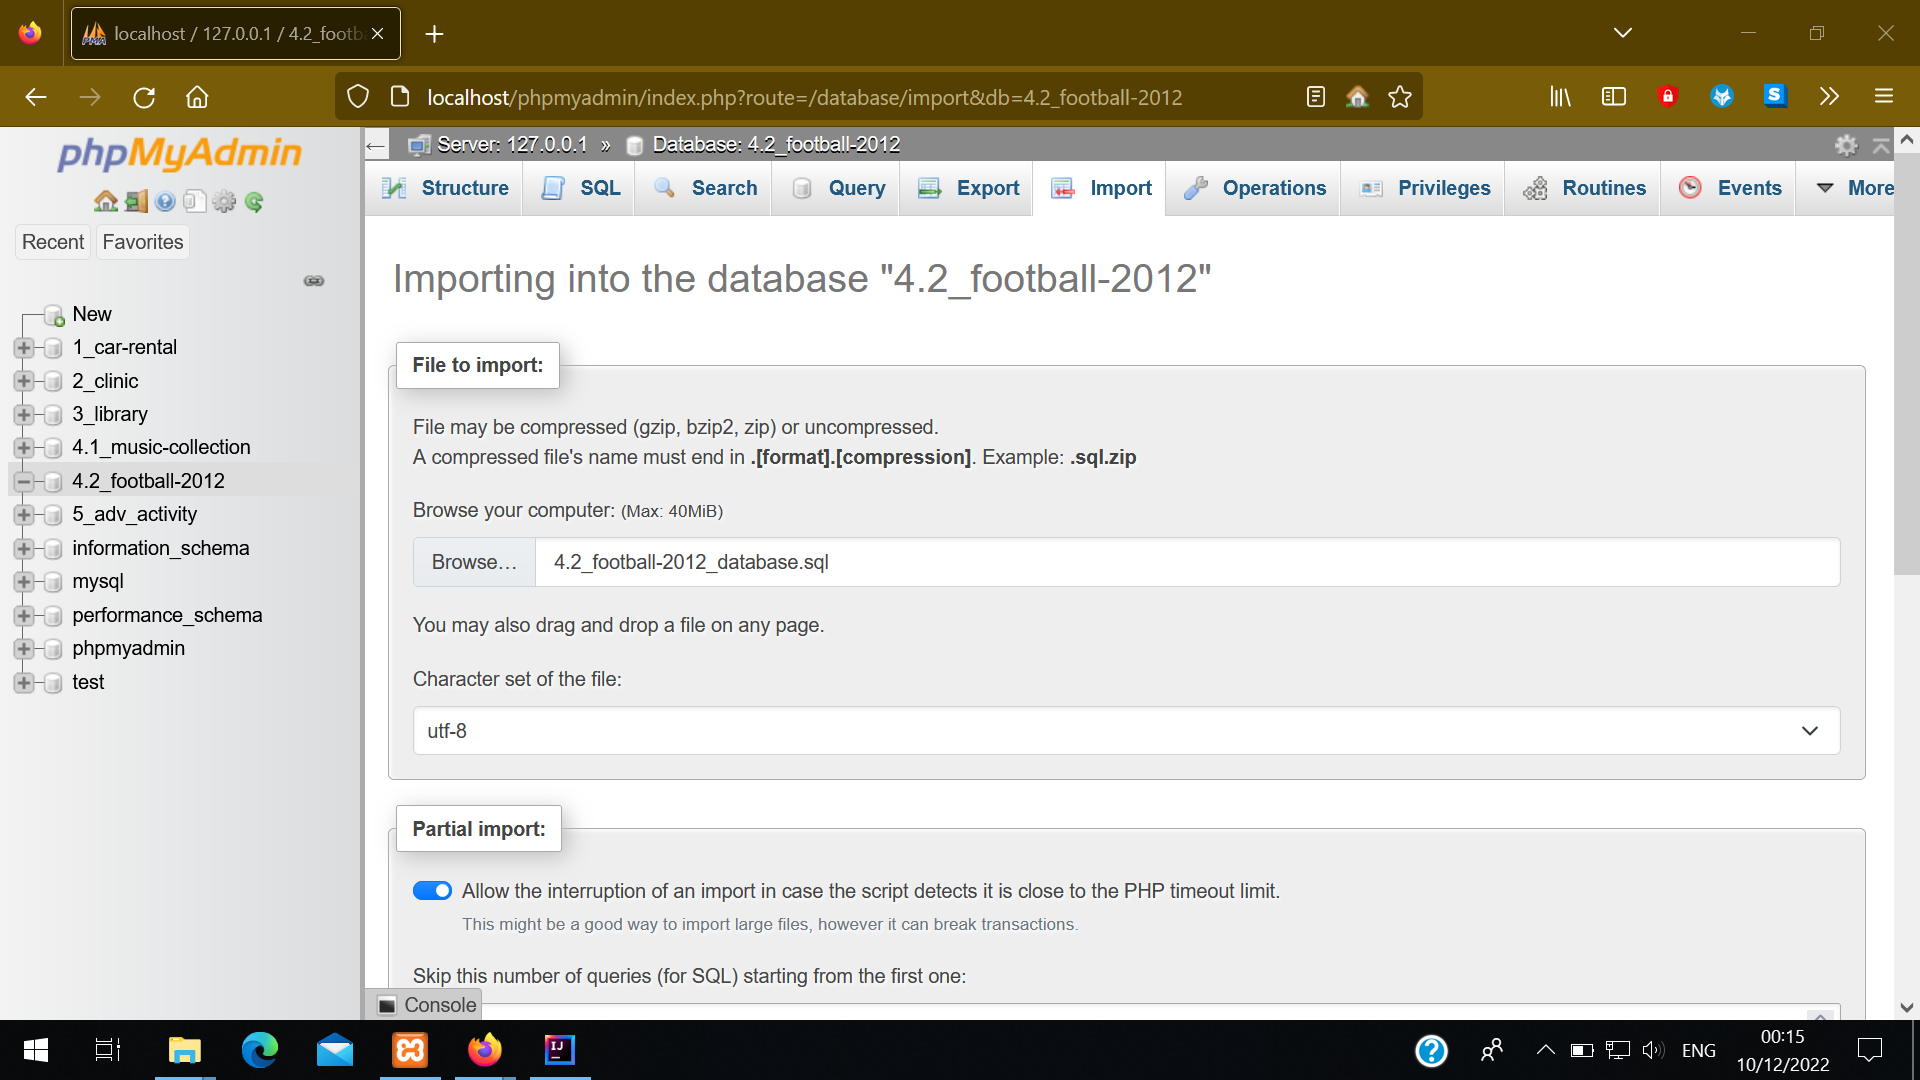 localhost / 127.0.0.1 / 4.2_footb
localhost/phpmyadmin/index.php?route=/database/import&db=4.2_football-2012
phpMyAdmin
Recent
Favorites
New
1_car-rental
2_clinic
3_library
4.1_music-collection
4.2_football-2012
5_adv_activity
information_schema
mysql
performance_schema
phpmyadmin
test
Server: 127.0.0.1 » Database: 4.2_football-2012
Structure SQL Search Query Export Import Operations Privileges Routines Events More
Importing into the database "4.2_football-2012"
File to import:
File may be compressed (gzip, bzip2, zip) or uncompressed.
A compressed file's name must end in .[format].[compression]. Example: .sql.zip
Browse your computer: (Max: 40MiB)
Browse… 4.2_football-2012_database.sql
You may also drag and drop a file on any page.
Character set of the file:
utf-8
Partial import:
Allow the interruption of an import in case the script detects it is close to the PHP timeout limit.
This might be a good way to import large files, however it can break transactions.
Skip this number of queries (for SQL) starting from the first one:
Console
ENG
00:15
10/12/2022